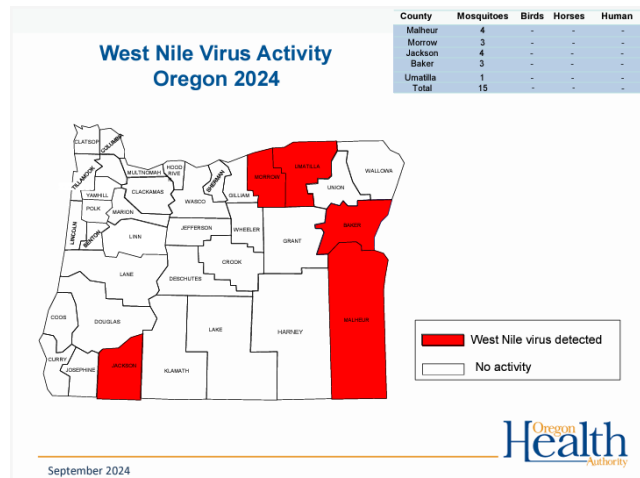 County Mosquitoes Birds Horses Human
Malheur 4 - - -
Morrow 3 - - -
Jackson 4 - - -
Baker 3 - - -
Umatilla 1 - - -
Total 15 - - -
West Nile Virus Activity
Oregon 2024
CLATSOP
COLUMBIA
TILLAMOOK
YAMHILL
POLK
LINCOLN
BENTON
MULTNOMAH
HOOD
RIVE
SHERMAN
CLACKAMAS
MARION
LINN
WASCO
GILLIAM
MORROW
UMATILLA
UNION
WALLOWA
JEFFERSON
WHEELER
BAKER
GRANT
CROOK
LANE
DESCHUTES
COOS
DOUGLAS
LAKE
HARNEY
MALHEUR
CURRY
JOSEPHINE
JACKSON
KLAMATH
West Nile virus detected
No activity
Oregon
Health
Authority
September 2024